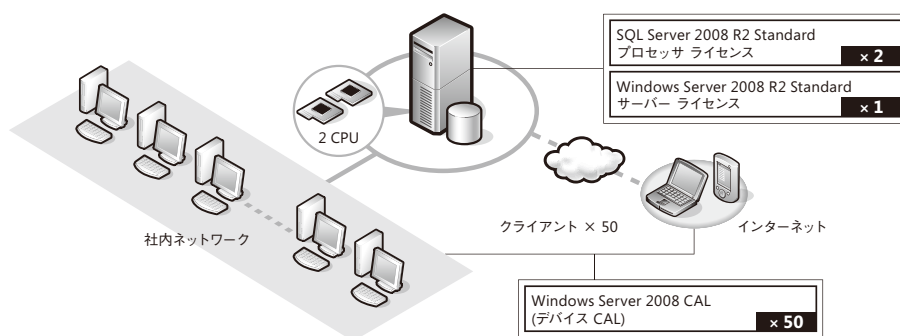 SQL Server 2008 R2 Standard
プロセッサ ライセンス
× 2
Windows Server 2008 R2 Standard
サーバー ライセンス
× 1
2 CPU
社内ネットワーク
クライアント × 50
インターネット
Windows Server 2008 CAL
(デバイス CAL)
× 50